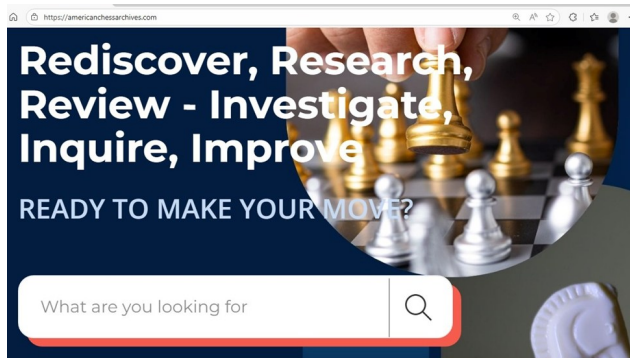 https://americanchessarchives.com
Rediscover, Research,
Review - Investigate,
Inquire, Improve
READY TO MAKE YOUR MOVE?
What are you looking for